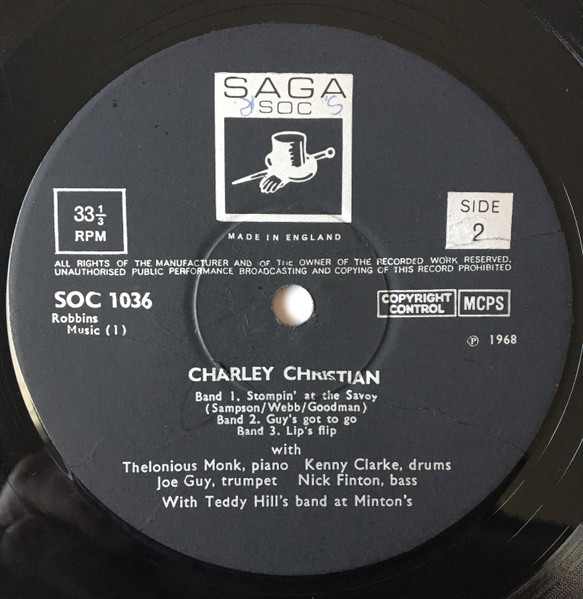 SAGA
SOC
33 1/3
RPM
SIDE
2
MADE IN ENGLAND
ALL RIGHTS OF THE MANUFACTURER AND OF THE OWNER OF THE RECORDED WORK RESERVED,
UNAUTHORISED PUBLIC PERFORMANCE BROADCASTING AND COPYING OF THIS RECORD PROHIBITED
SOC 1036
Robbins
Music (1)
COPYRIGHT
CONTROL
MCPS
℗ 1968
CHARLEY CHRISTIAN
Band 1. Stompin' at the Savoy
(Sampson/Webb/Goodman)
Band 2. Guy's got to go
Band 3. Lip's flip
with
Thelonious Monk, piano Kenny Clarke, drums
Joe Guy, trumpet Nick Finton, bass
With Teddy Hill's band at Minton's